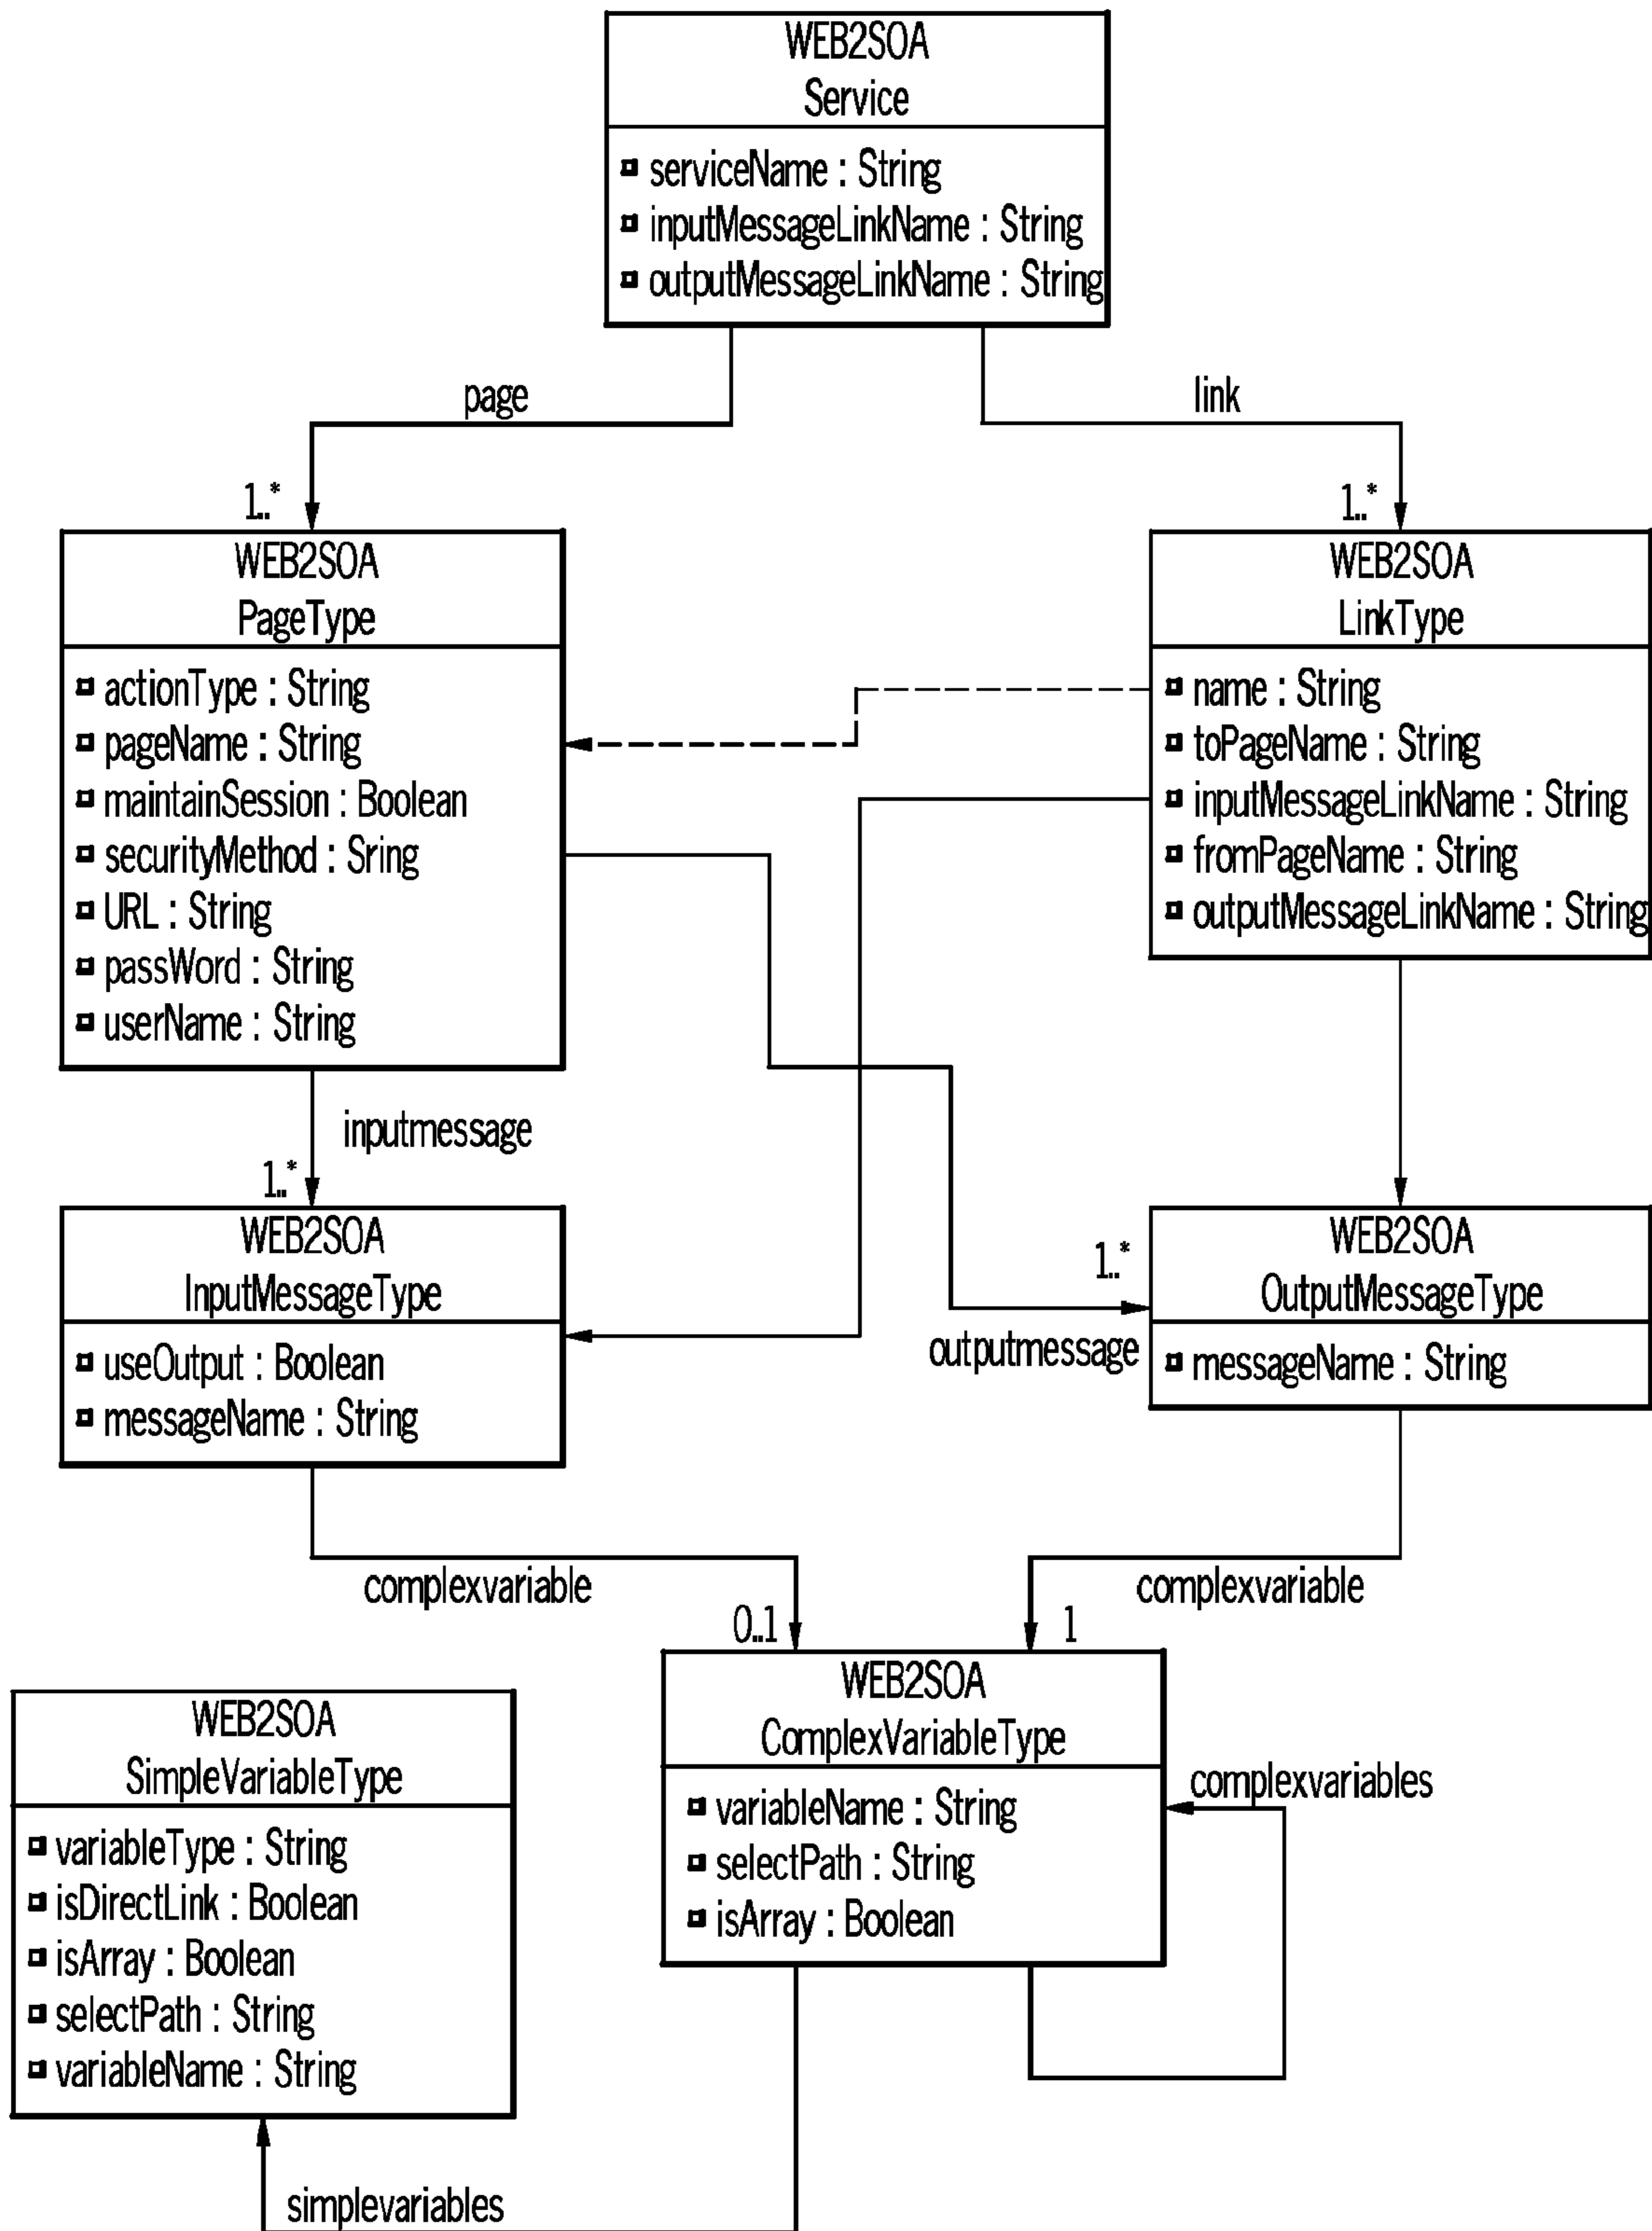 WEB2SOA
Service
serviceName : String
inputMessageLinkName : String
outputMessageLinkName : String
page
link
1..*
1..*
WEB2SOA
PageType
actionType : String
pageName : String
maintainSession : Boolean
securityMethod : Sring
URL : String
passWord : String
userName : String
WEB2SOA
LinkType
name : String
toPageName : String
inputMessageLinkName : String
fromPageName : String
outputMessageLinkName : String
inputmessage
1..*
WEB2SOA
InputMessageType
useOutput : Boolean
messageName : String
1..*
outputmessage
WEB2SOA
OutputMessageType
messageName : String
complexvariable
0..1
complexvariable
1
WEB2SOA
SimpleVariableType
variableType : String
isDirectLink : Boolean
isArray : Boolean
selectPath : String
variableName : String
WEB2SOA
ComplexVariableType
variableName : String
selectPath : String
isArray : Boolean
complexvariables
simplevariables